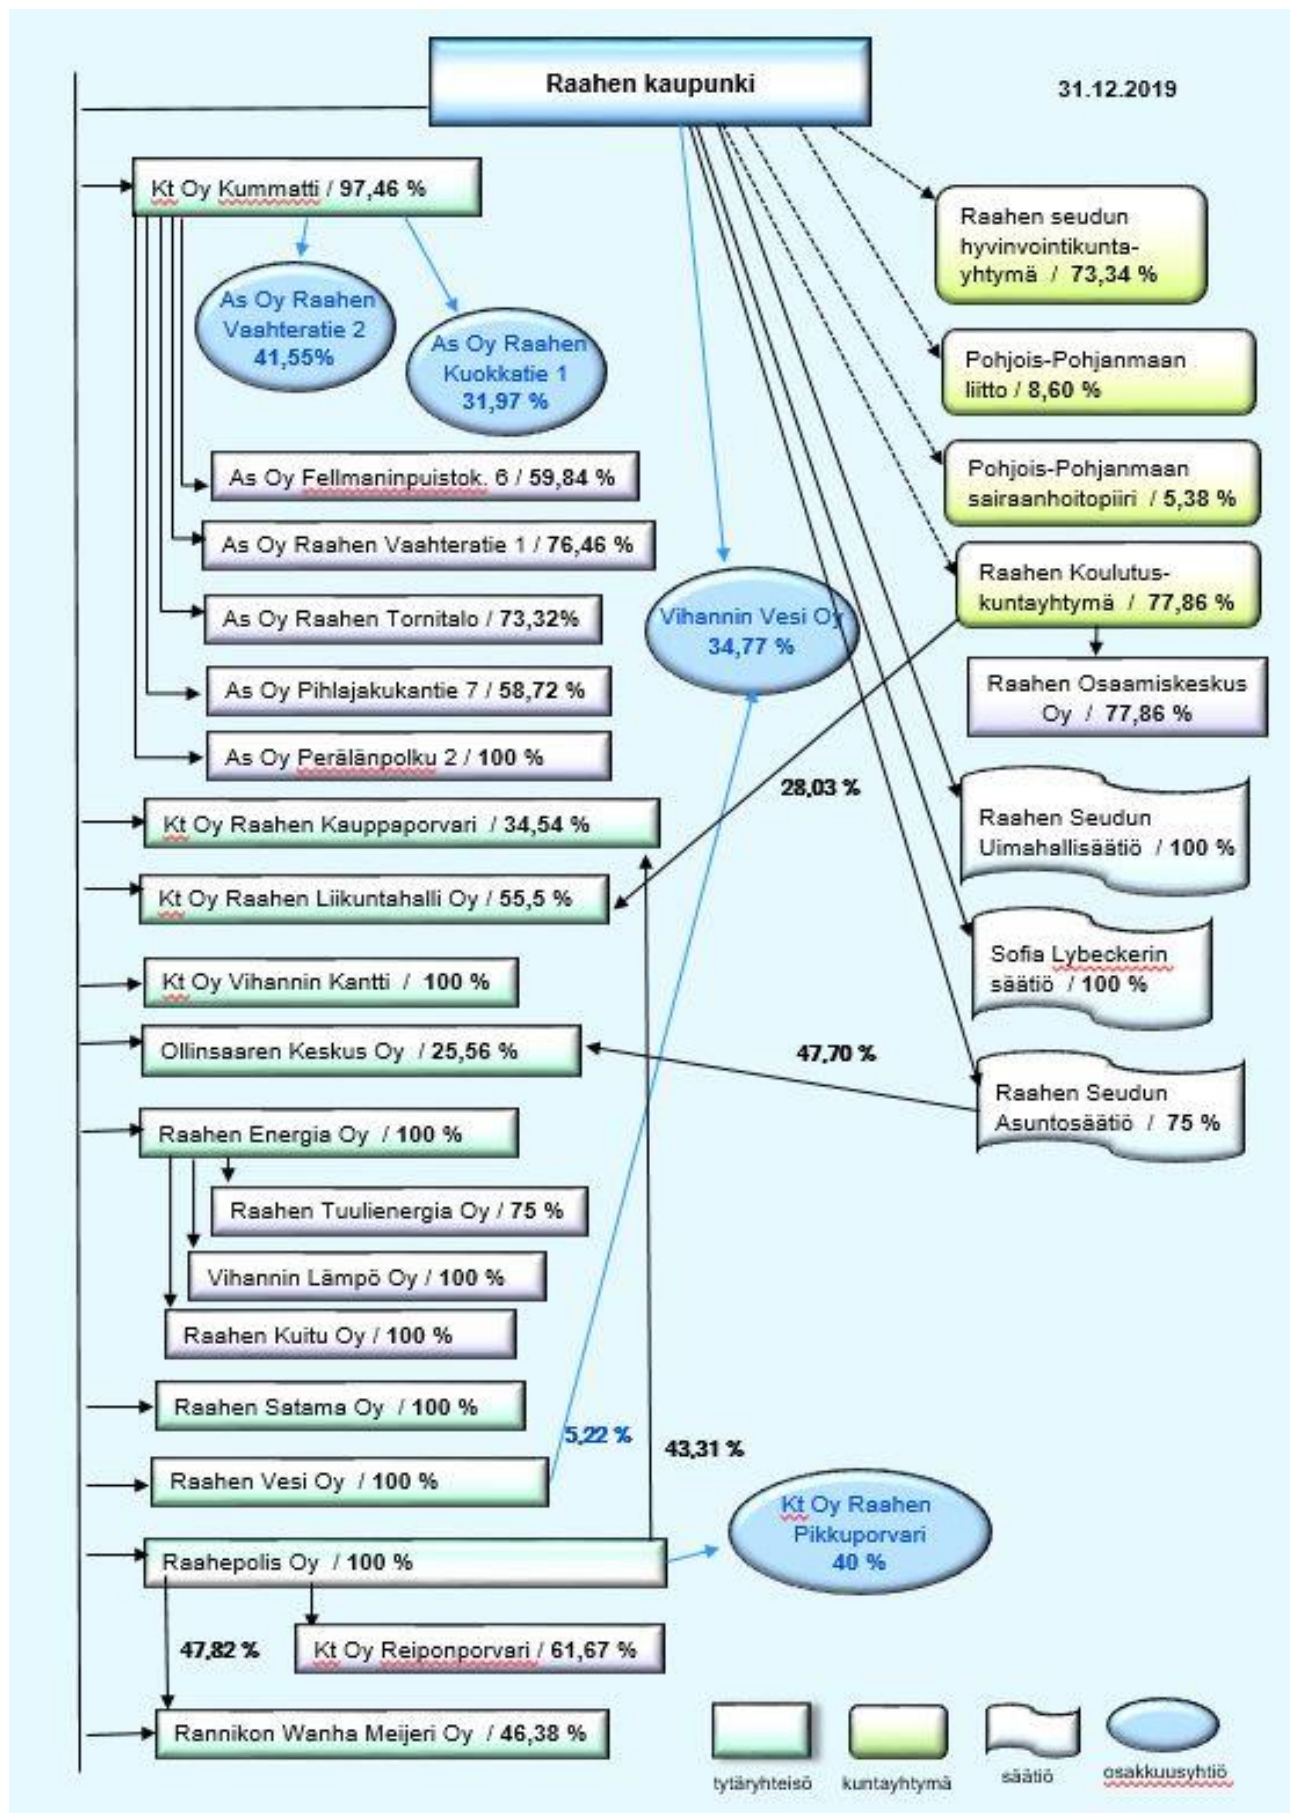 Raahen kaupunki
31.12.2019
Kt Oy Kummatti / 97,46 %
As Oy Raahen
Vaahteratie 2
41,55%
As Oy Raahen
Kuokkatie 1
31,97 %
As Oy Fellmaninpuistok. 6 / 59,84 %
As Oy Raahen Vaahteratie 1 / 76,46 %
As Oy Raahen Tornitalo / 73,32%
As Oy Pihlajakukantie 7 / 58,72 %
As Oy Perälänpolku 2 / 100 %
Kt Oy Raahen Kauppaporvari / 34,54 %
Kt Oy Raahen Liikuntahalli Oy / 55,5 %
Kt Oy Vihannin Kantti / 100 %
Ollinsaaren Keskus Oy / 25,56 %
Raahen Energia Oy / 100 %
Raahen Tuulienergia Oy / 75 %
Vihannin Lämpö Oy / 100 %
Raahen Kuitu Oy / 100 %
Raahen Satama Oy / 100 %
Raahen Vesi Oy / 100 %
Raahepolis Oy / 100 %
47,82 %
Kt Oy Reiponporvari / 61,67 %
Rannikon Wanha Meijeri Oy / 46,38 %
Vihannin Vesi Oy
34,77 %
28,03 %
47,70 %
5,22 %
43,31 %
Kt Oy Raahen
Pikkuporvari
40 %
Raahen seudun
hyvinvointikunta-
yhtymä / 73,34 %
Pohjois-Pohjanmaan
liitto / 8,60 %
Pohjois-Pohjanmaan
sairaanhoitopiiri / 5,38 %
Raahen Koulutus-
kuntayhtymä / 77,86 %
Raahen Osaamiskeskus
Oy / 77,86 %
Raahen Seudun
Uimahallisäätiö / 100 %
Sofia Lybeckerin
säätiö / 100 %
Raahen Seudun
Asuntosäätiö / 75 %
tytäryhteisö
kuntayhtymä
säätiö
osakkuusyhtiö